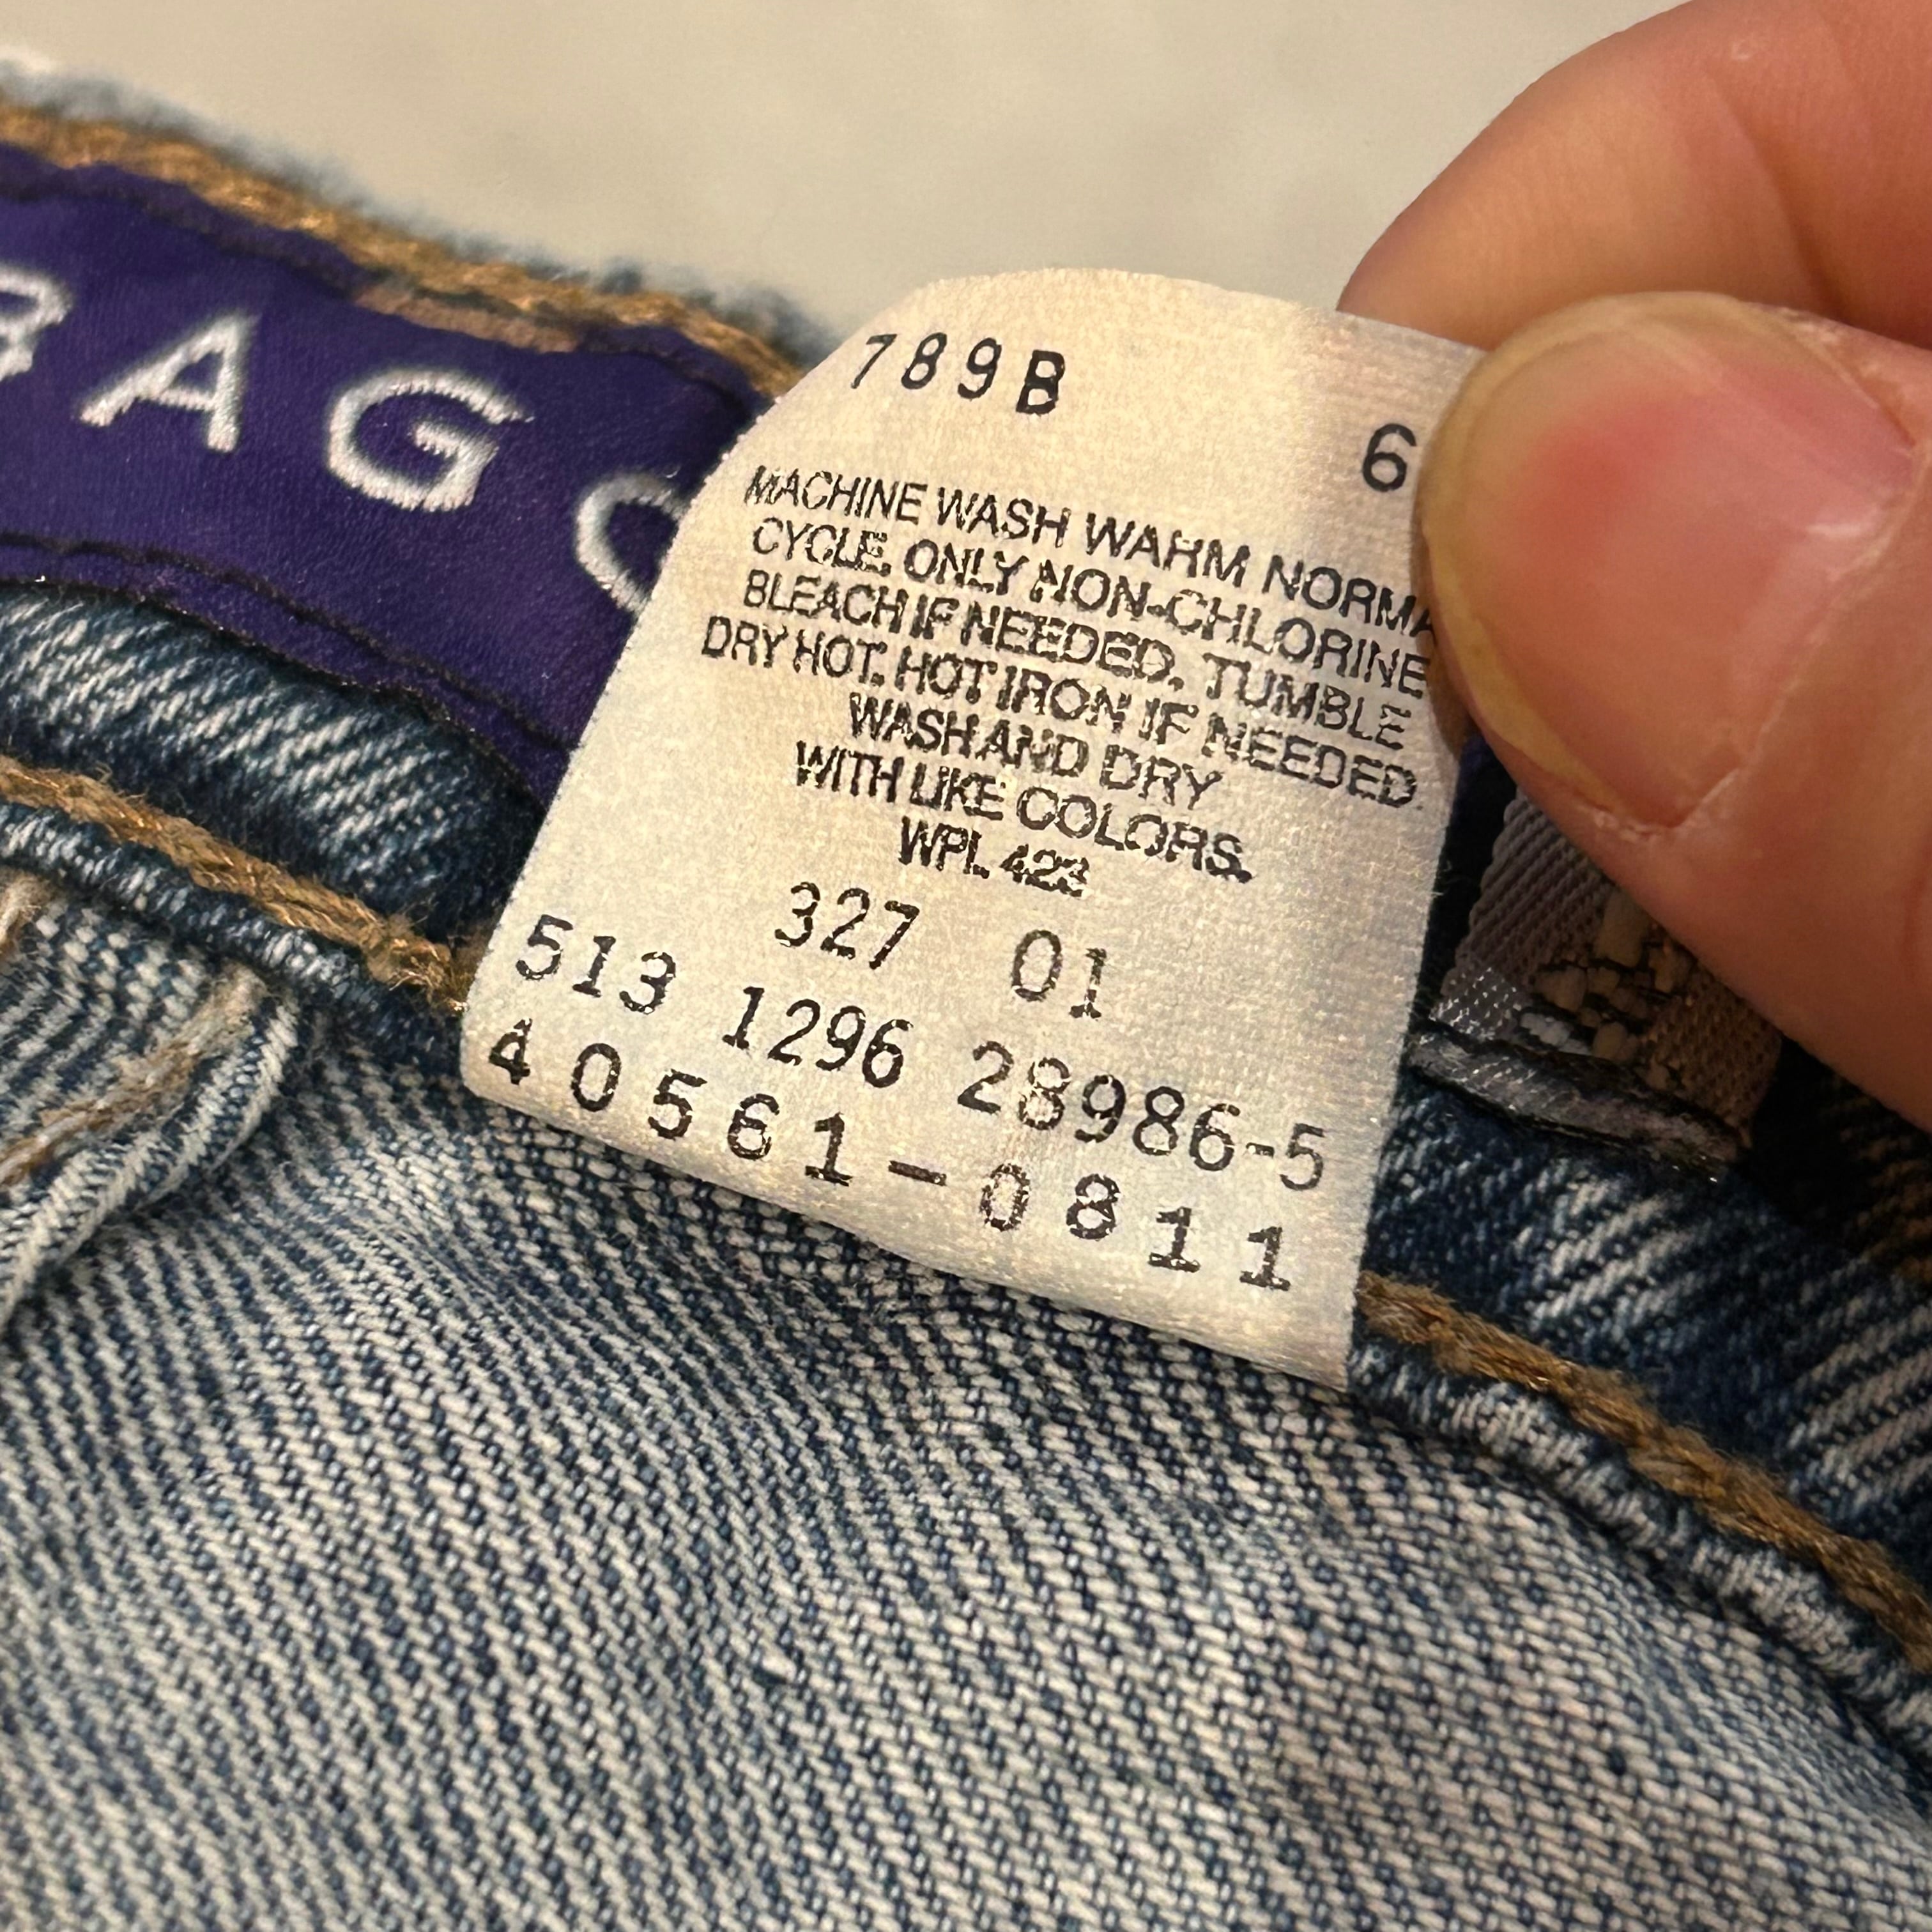 BAGO
789B 6
MACHINE WASH WARM NORMA
CYCLE. ONLY NON-CHLORINE
BLEACH IF NEEDED. TUMBLE
DRY HOT. HOT IRON IF NEEDED.
WASH AND DRY
WITH LIKE COLORS.
WPL 423
327 01
513 1296 28986-5
40561-0811